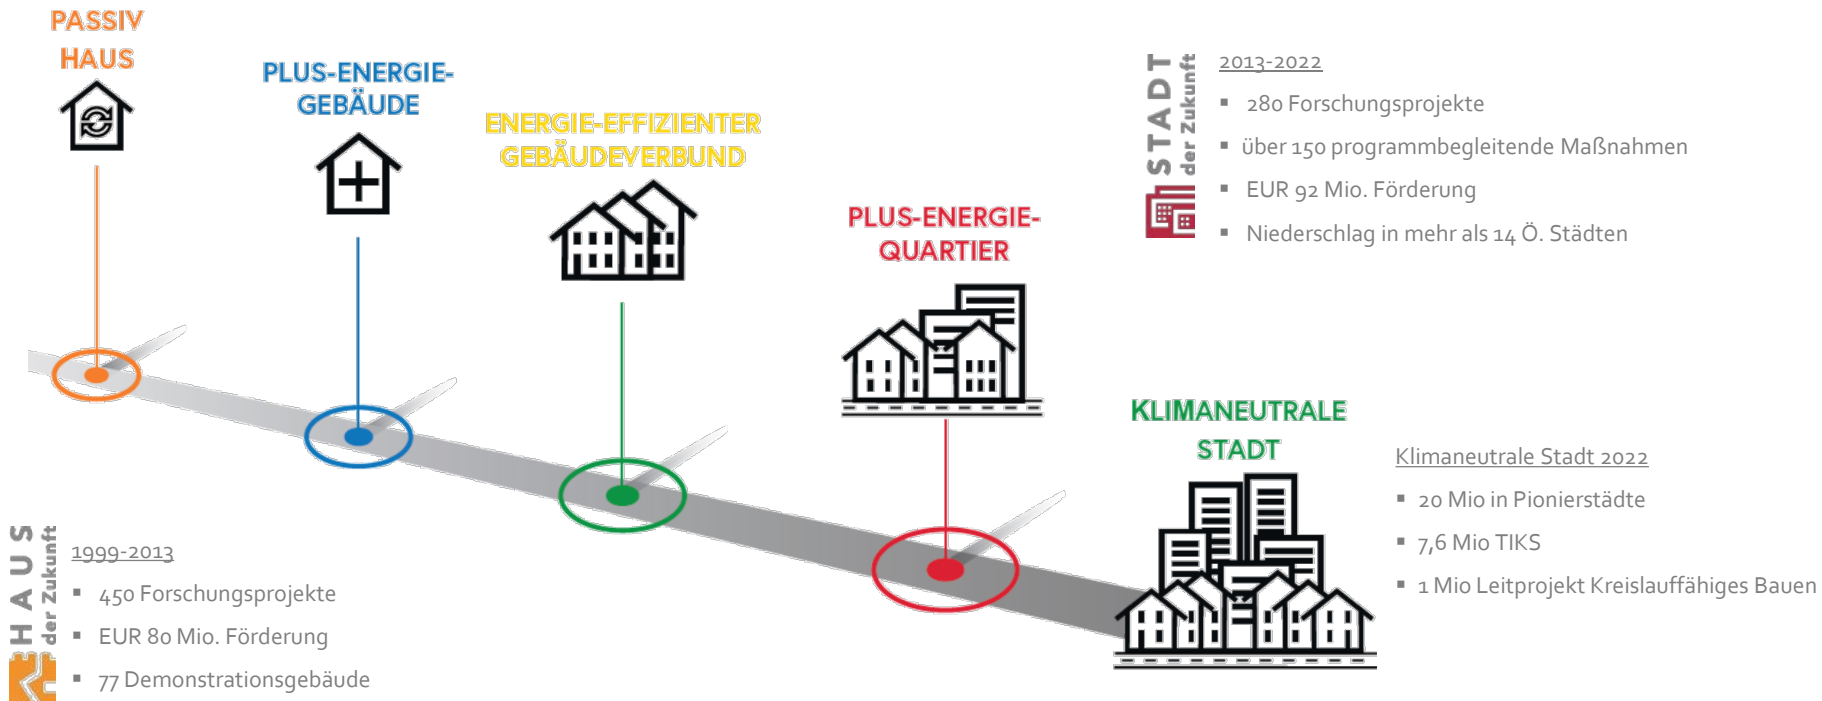 PASSIV
HAUS
PLUS-ENERGIE-
GEBÄUDE
ENERGIE-EFFIZIENTER
GEBÄUDEVERBUND
PLUS-ENERGIE-
QUARTIER
KLIMANEUTRALE
STADT
STADT
der Zukunft
2013-2022
▪ 280 Forschungsprojekte
▪ über 150 programmbegleitende Maßnahmen
▪ EUR 92 Mio. Förderung
▪ Niederschlag in mehr als 14 Ö. Städten
Klimaneutrale Stadt 2022
▪ 20 Mio in Pionierstädte
▪ 7,6 Mio TIKS
▪ 1 Mio Leitprojekt Kreislauffähiges Bauen
HAUS
der Zukunft
1999-2013
▪ 450 Forschungsprojekte
▪ EUR 80 Mio. Förderung
▪ 77 Demonstrationsgebäude